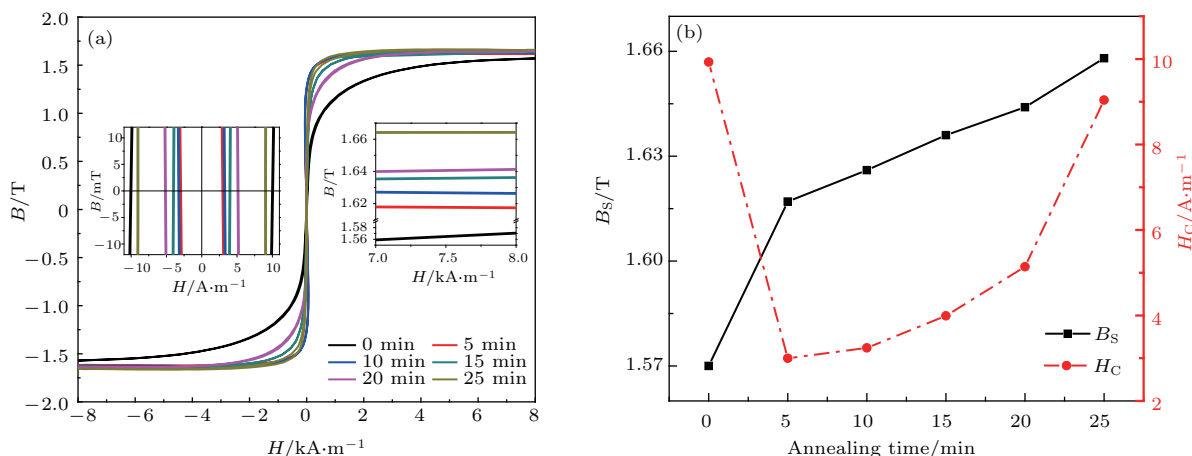 (a)
2.0
1.5
1.0
0.5
0
−0.5
−1.0
−1.5
−2.0
B/T
−8 −6 −4 −2 0 2 4 6 8
H/kA·m−1
10
5
0
−5
−10
B/mT
−10 −5 0 5 10
H/A·m−1
1.66
1.64
1.62
1.58
1.56
B/T
7.0 7.5 8.0
H/kA·m−1
0 min 5 min
10 min 15 min
20 min 25 min
(b)
1.66
1.63
1.60
1.57
BS/T
10
8
6
4
2
HC/A·m−1
BS
HC
0 5 10 15 20 25
Annealing time/min